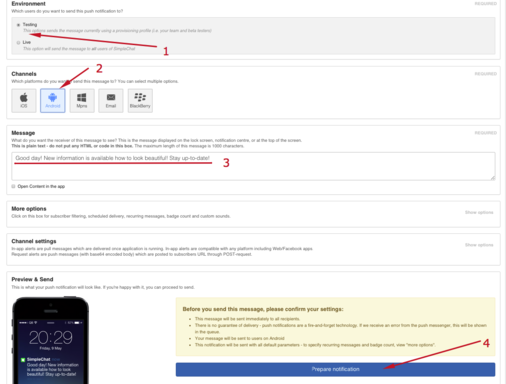 Environment
REQUIRED
Which users do you want to send this push notification to?
Testing
This option sends the message currently using a provisioning profile (i.e. your team and beta testers)
Live
This option will send the message to all users of SimpleChat
1
2
Channels
REQUIRED
Which platforms do you want to send this message to? You can select multiple options.
iOS
Android
Email
BlackBerry
Message
REQUIRED
What do you want the receiver of this message to see? This is the message displayed on the lock screen, notification centre, or at the top of the screen.
This is plain text - do not put any HTML or code in this box. The maximum length of this message is 1000 characters.
Good day! New information is available how to look beautiful! Stay up-to-date!
3
Open Content in the app
More options
Show options
Click on this box for subscriber filtering, scheduled delivery, recurring messages, badge count and custom sounds.
Channel settings
Show options
In-app alerts are pull messages which are delivered once application is running. In-app alerts are compatible with any platform including Web/Facebook apps
Request alerts are push messages (with base64 encoded body) which are posted to subscribers URL through POST request.
Preview & Send
This is what your push notification will look like. If you're happy with it, you can proceed to send.
20:29
Friday, 6 May
SimpleChat
Good day! New information is available how to look beautiful! Stay up-to-date!
Before you send this message, please confirm your settings:
This message will be sent immediately to all recipients.
There is no guarantee of delivery - push notifications are a fire-and-forget technology. If we receive an error from the push messenger, this will be shown
in the queue.
Your message will be sent to users on Android
This notification will be sent with all default parameters - to specify recurring messages and badge count, view "more options".
4
Prepare notification